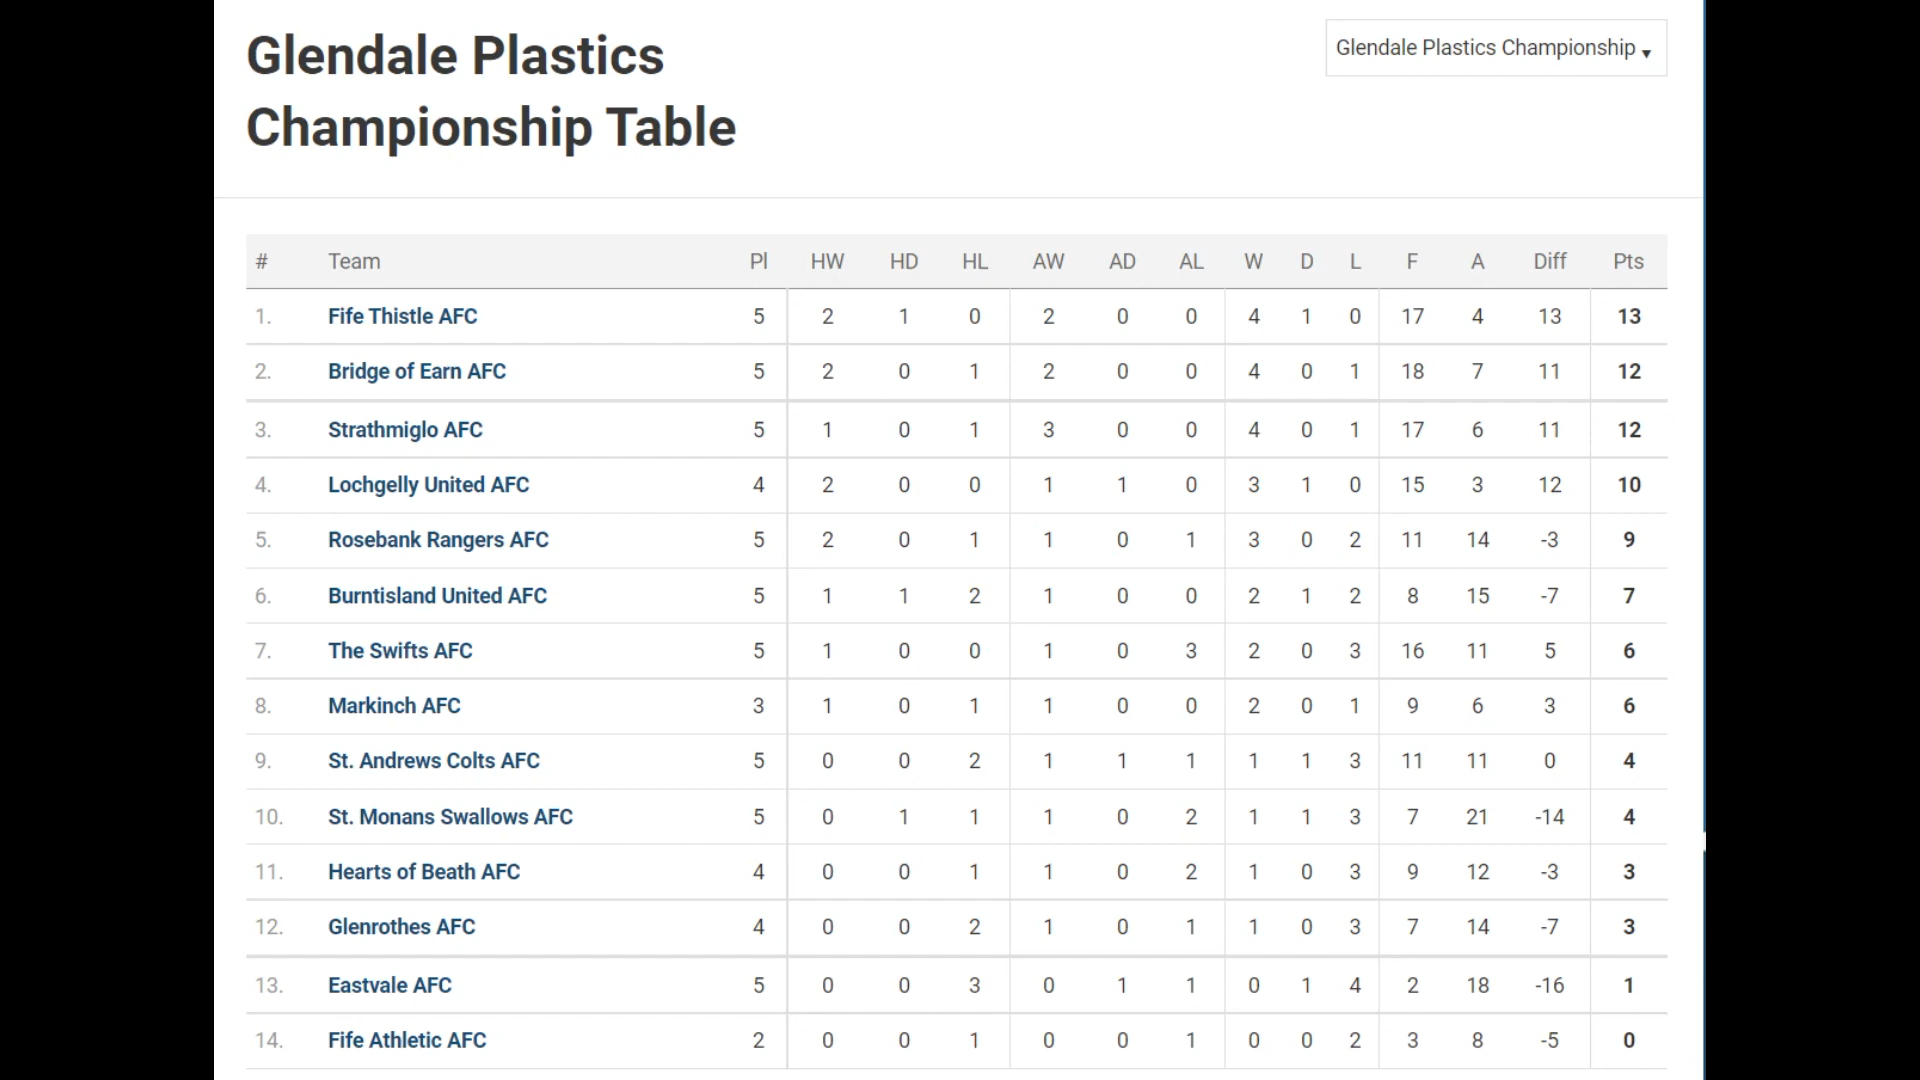 Glendale Plastics
Championship Table
Glendale Plastics Championship
# Team Pl HW HD HL AW AD AL W D L F A Diff Pts
1. Fife Thistle AFC 5 2 1 0 2 0 0 4 1 0 17 4 13 13
2. Bridge of Earn AFC 5 2 0 1 2 0 0 4 0 1 18 7 11 12
3. Strathmiglo AFC 5 1 0 1 3 0 0 4 0 1 17 6 11 12
4. Lochgelly United AFC 4 2 0 0 1 1 0 3 1 0 15 3 12 10
5. Rosebank Rangers AFC 5 2 0 1 1 0 1 3 0 2 11 14 -3 9
6. Burntisland United AFC 5 1 1 2 1 0 0 2 1 2 8 15 -7 7
7. The Swifts AFC 5 1 0 0 1 0 3 2 0 3 16 11 5 6
8. Markinch AFC 3 1 0 1 1 0 0 2 0 1 9 6 3 6
9. St. Andrews Colts AFC 5 0 0 2 1 1 1 1 1 3 11 11 0 4
10. St. Monans Swallows AFC 5 0 1 1 1 0 2 1 1 3 7 21 -14 4
11. Hearts of Beath AFC 4 0 0 1 1 0 2 1 0 3 9 12 -3 3
12. Glenrothes AFC 4 0 0 2 1 0 1 1 0 3 7 14 -7 3
13. Eastvale AFC 5 0 0 3 0 1 1 0 1 4 2 18 -16 1
14. Fife Athletic AFC 2 0 0 1 0 0 1 0 0 2 3 8 -5 0